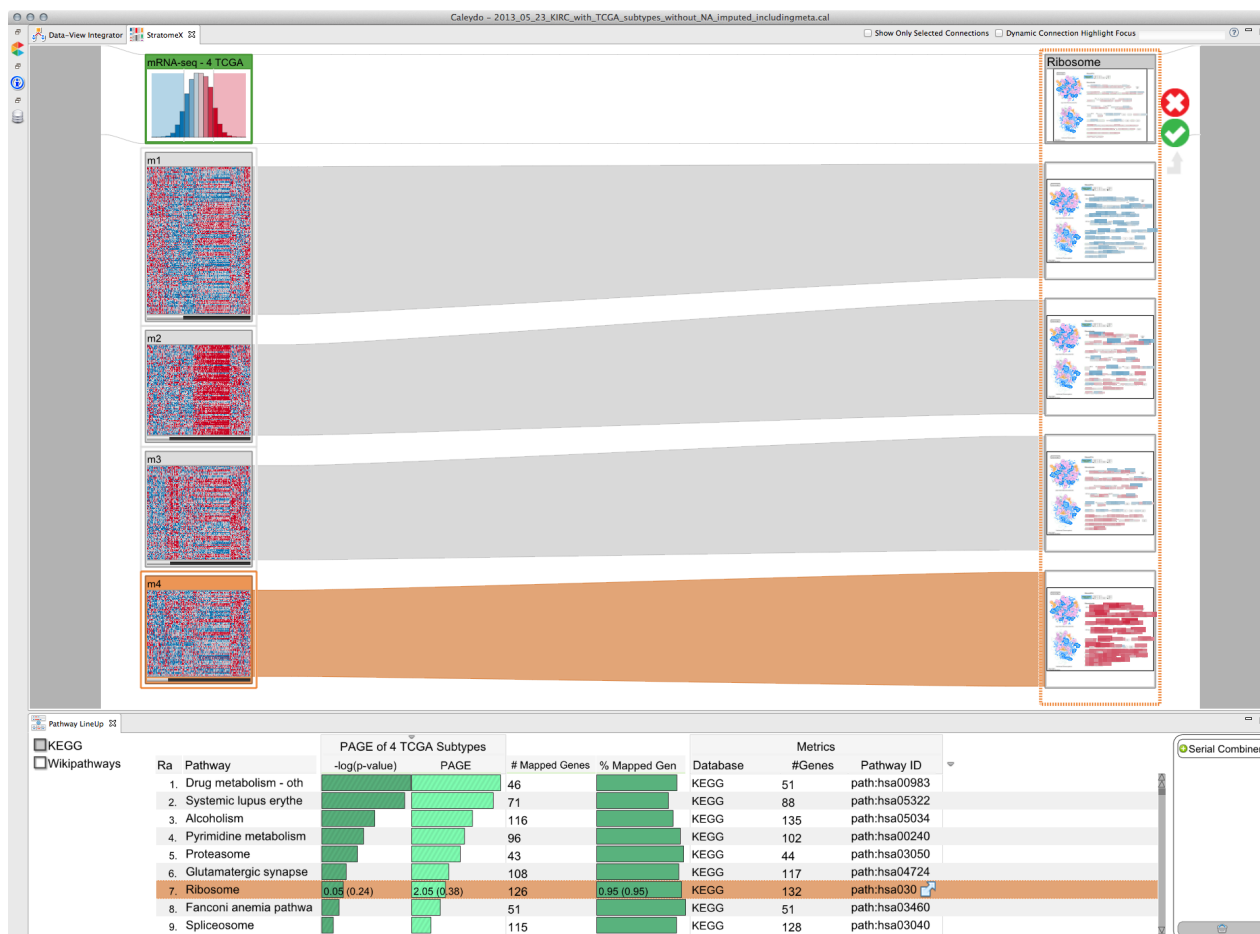 Caleydo – 2013_05_23_KIRC_with_TCGA_subtypes_without_NA_imputed_includingmeta.cal
Data-View Integrator StratomeX Show Only Selected Connections Dynamic Connection Highlight Focus
mRNA-seq - 4 TCGA
Ribosome
m1
m2
m3
m4
Pathway LineUp
KEGG
Wikipathways
Serial Combiner
PAGE of 4 TCGA Subtypes Metrics
Ra Pathway -log(p-value) PAGE # Mapped Genes % Mapped Gen Database #Genes Pathway ID
1. Drug metabolism - oth 46 KEGG 51 path:hsa00983
2. Systemic lupus erythe 71 KEGG 88 path:hsa05322
3. Alcoholism 116 KEGG 135 path:hsa05034
4. Pyrimidine metabolism 96 KEGG 102 path:hsa00240
5. Proteasome 43 KEGG 44 path:hsa03050
6. Glutamatergic synapse 108 KEGG 117 path:hsa04724
7. Ribosome 0.05 (0.24) 2.05 (0.38) 126 0.95 (0.95) KEGG 132 path:hsa030
8. Fanconi anemia pathwa 51 KEGG 51 path:hsa03460
9. Spliceosome 115 KEGG 128 path:hsa03040